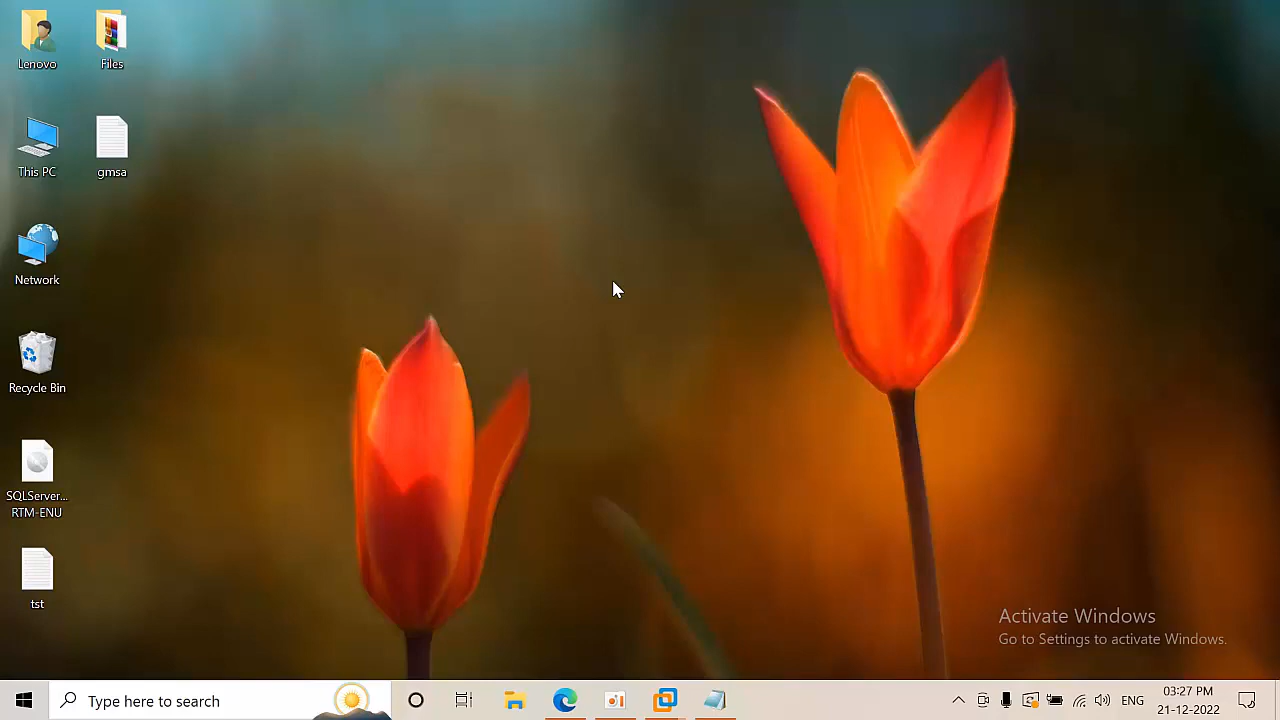 Lenovo
Files
This PC
gmsa
Network
Recycle Bin
SQLServer...
RTM-ENU
tst
Activate Windows
Go to Settings to activate Windows.
Type here to search
ENG
03:27 PM
21-12-2022